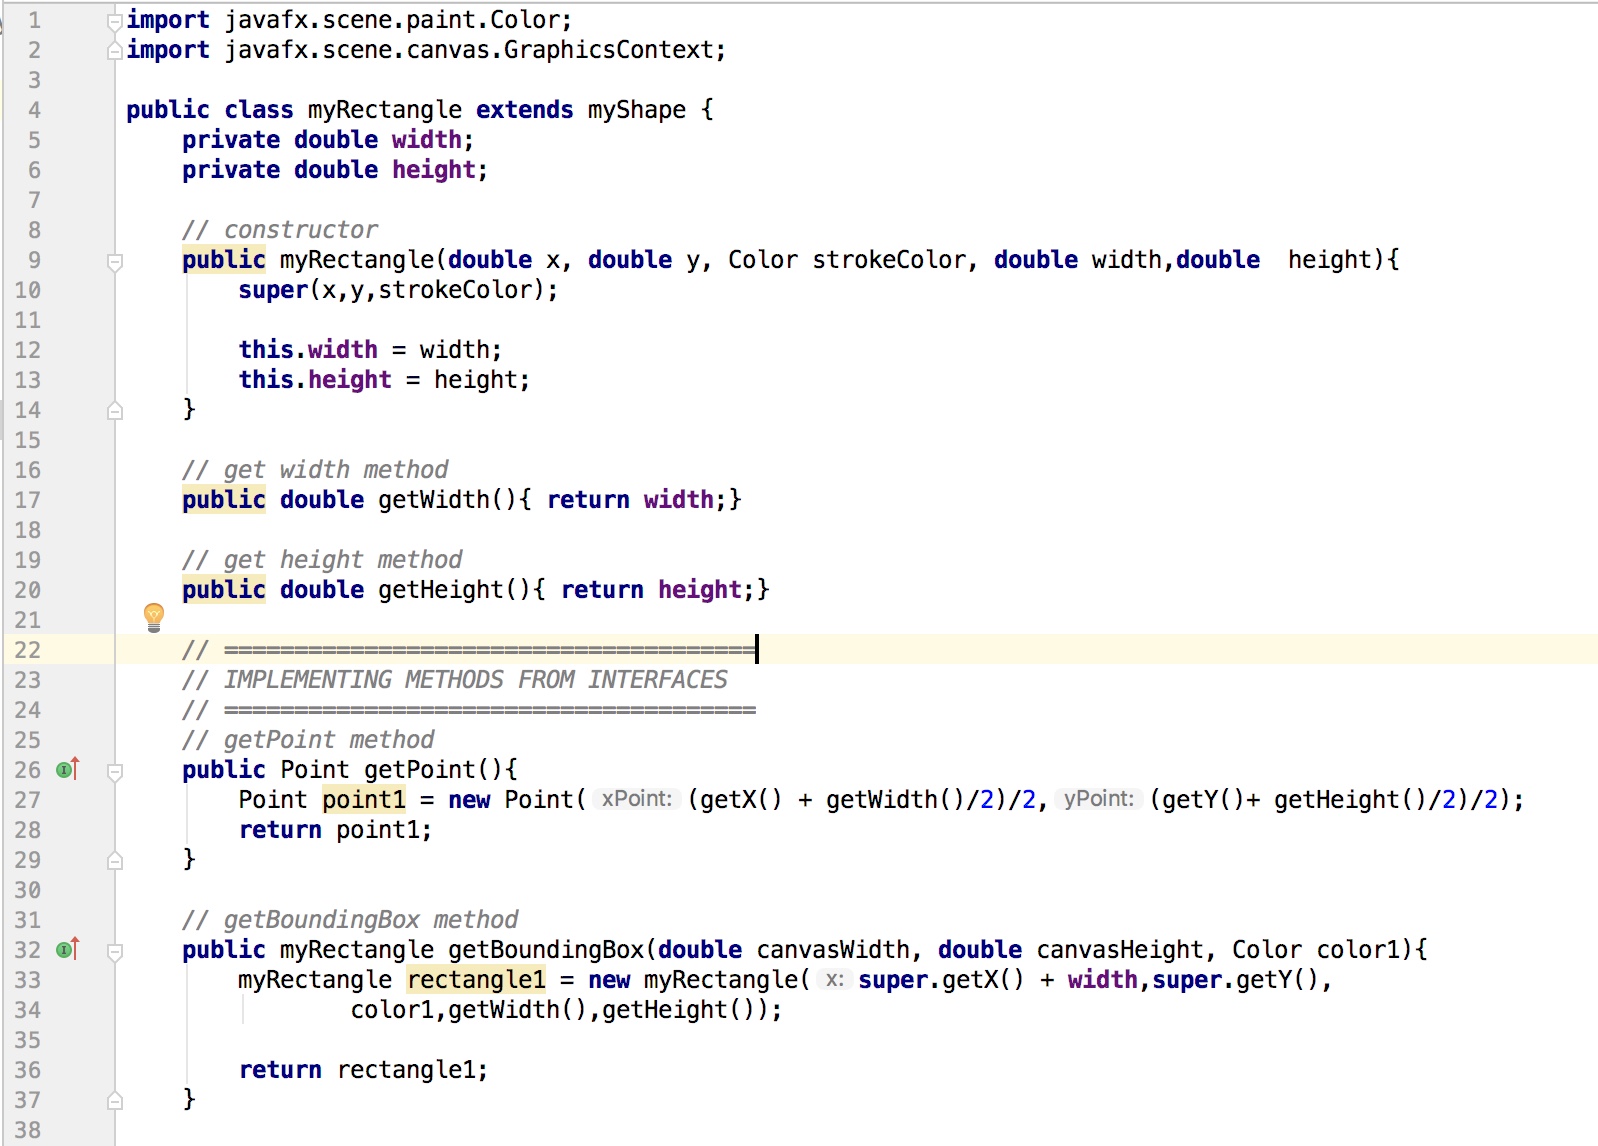 1 import javafx.scene.paint.Color;
2 import javafx.scene.canvas.GraphicsContext;
3
4 public class myRectangle extends myShape {
5     private double width;
6     private double height;
7
8     // constructor
9     public myRectangle(double x, double y, Color strokeColor, double width,double  height){
10         super(x,y,strokeColor);
11
12         this.width = width;
13         this.height = height;
14     }
15
16     // get width method
17     public double getWidth(){ return width;}
18
19     // get height method
20     public double getHeight(){ return height;}
21
22     // ======================================
23     // IMPLEMENTING METHODS FROM INTERFACES
24     // ======================================
25     // getPoint method
26     public Point getPoint(){
27         Point point1 = new Point( xPoint: (getX() + getWidth()/2)/2, yPoint: (getY()+ getHeight()/2)/2);
28         return point1;
29     }
30
31     // getBoundingBox method
32     public myRectangle getBoundingBox(double canvasWidth, double canvasHeight, Color color1){
33         myRectangle rectangle1 = new myRectangle( x: super.getX() + width,super.getY(),
34                 color1,getWidth(),getHeight());
35
36         return rectangle1;
37     }
38